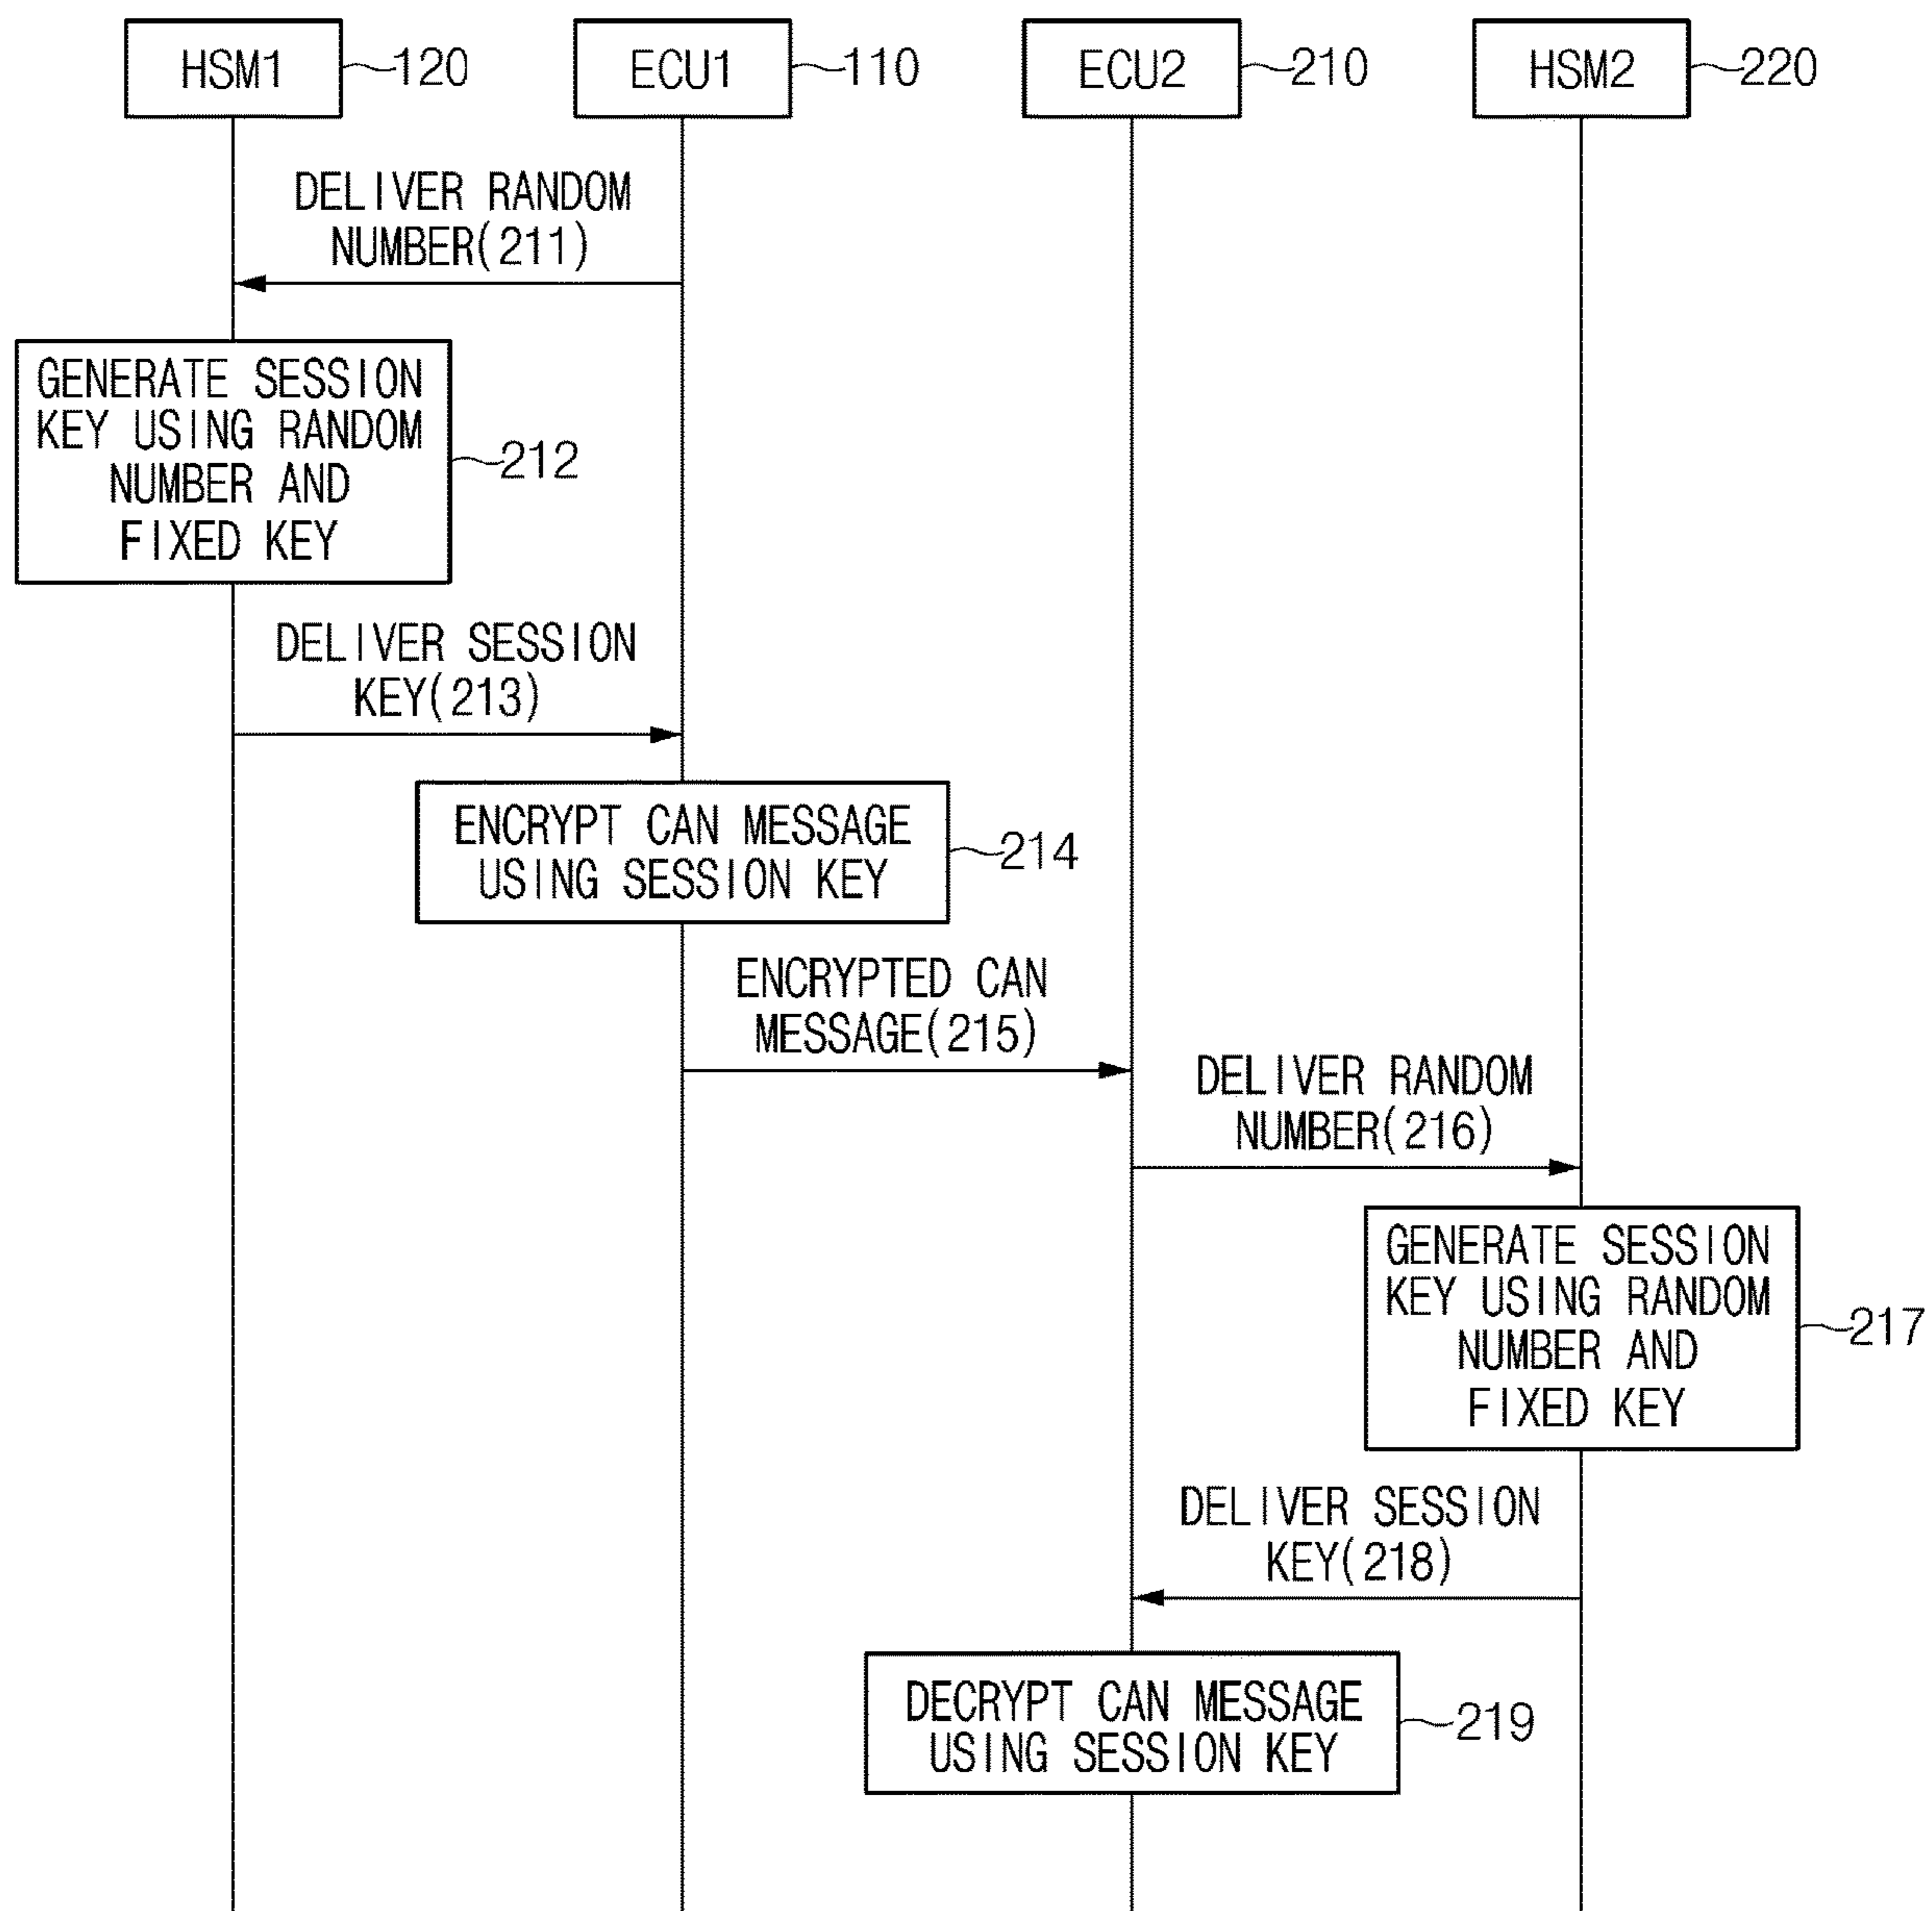 HSM1
120
ECU1
110
ECU2
210
HSM2
220
DELIVER RANDOM
NUMBER(211)
GENERATE SESSION
KEY USING RANDOM
NUMBER AND
FIXED KEY
212
DELIVER SESSION
KEY(213)
ENCRYPT CAN MESSAGE
USING SESSION KEY
214
ENCRYPTED CAN
MESSAGE(215)
DELIVER RANDOM
NUMBER(216)
GENERATE SESSION
KEY USING RANDOM
NUMBER AND
FIXED KEY
217
DELIVER SESSION
KEY(218)
DECRYPT CAN MESSAGE
USING SESSION KEY
219